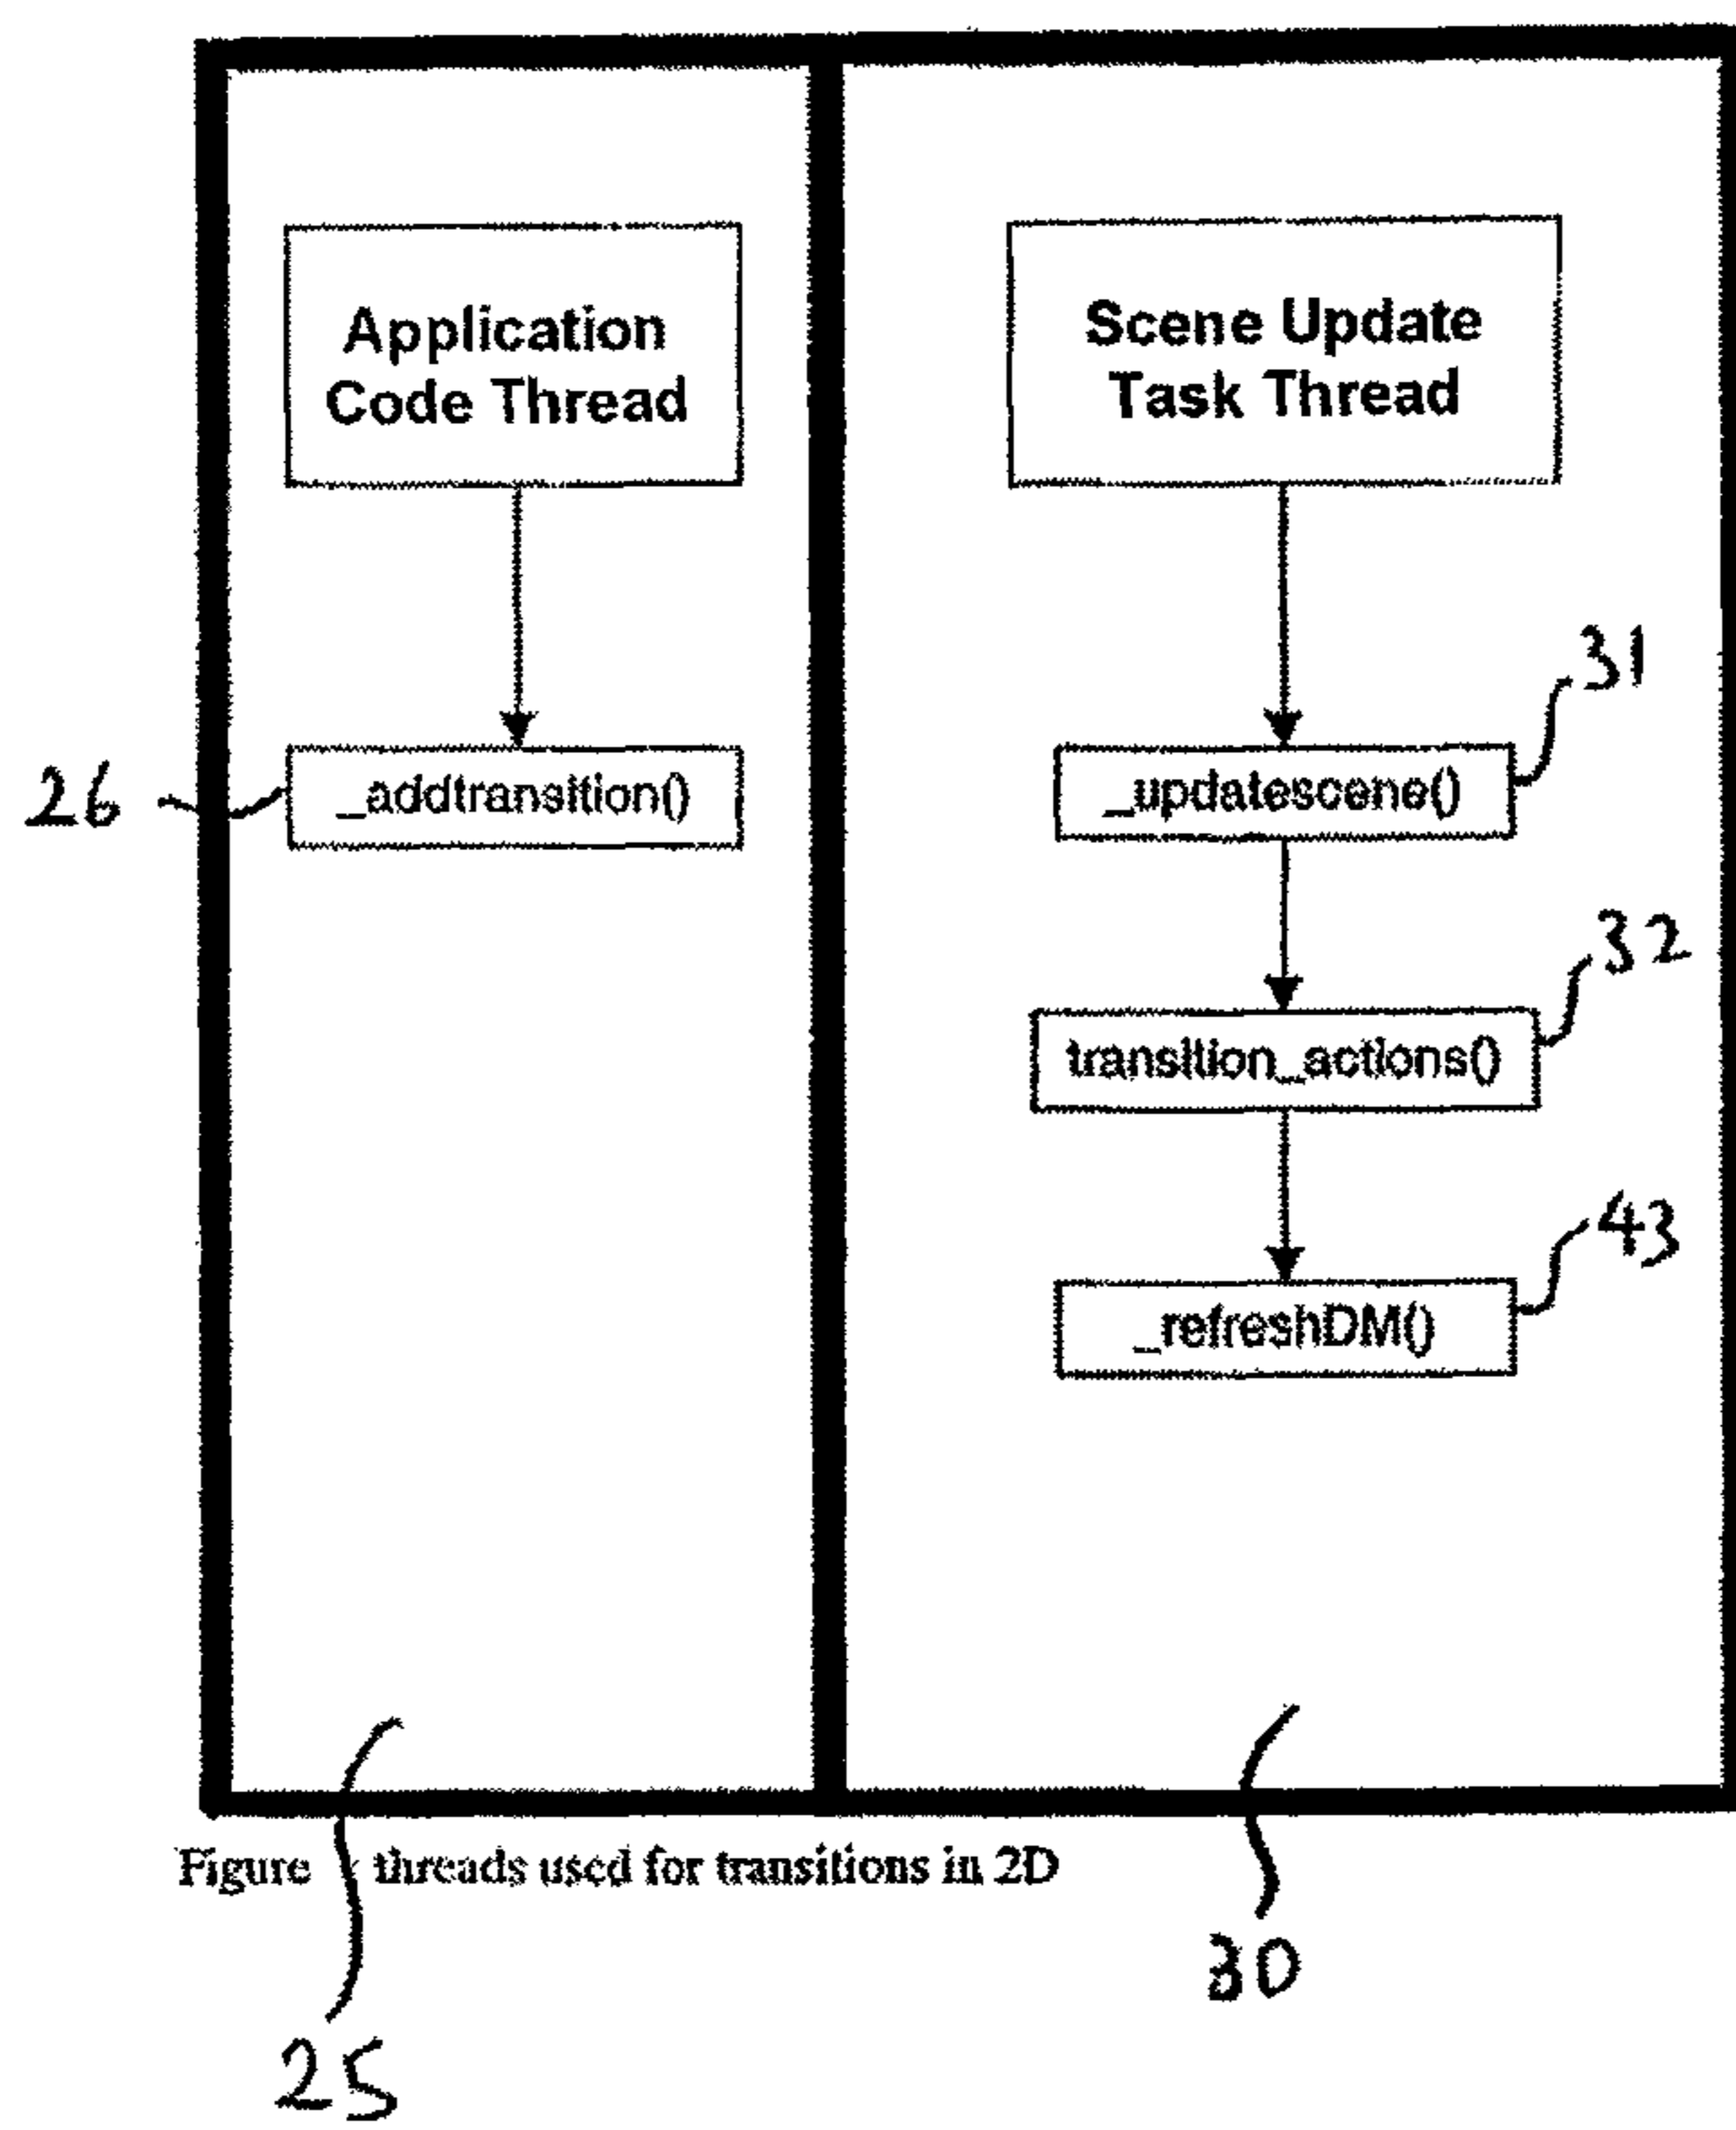 Application
Code Thread
Scene Update
Task Thread
31
26
_addtransition()
_updatescene()
32
transition_actions()
43
_refreshDM()
Figure threads used for transitions in 2D
30
25